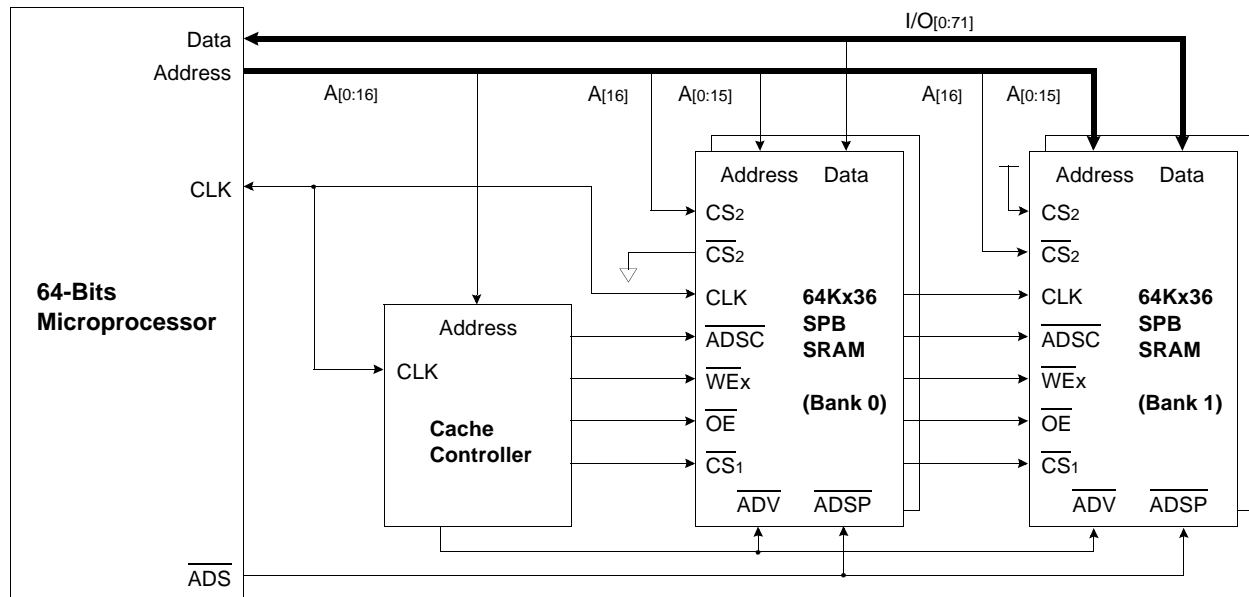 I/O[0:71]
Data
Address
A[0:16]
A[16]
A[0:15]
A[16]
A[0:15]
CLK
64-Bits
Microprocessor
ADS
Address
CLK
Cache
Controller
Address
Data
CS2
CS2
CLK
ADSC
WEx
OE
CS1
ADV
ADSP
64Kx36
SPB
SRAM
(Bank 0)
Address
Data
CS2
CS2
CLK
ADSC
WEx
OE
CS1
ADV
ADSP
64Kx36
SPB
SRAM
(Bank 1)